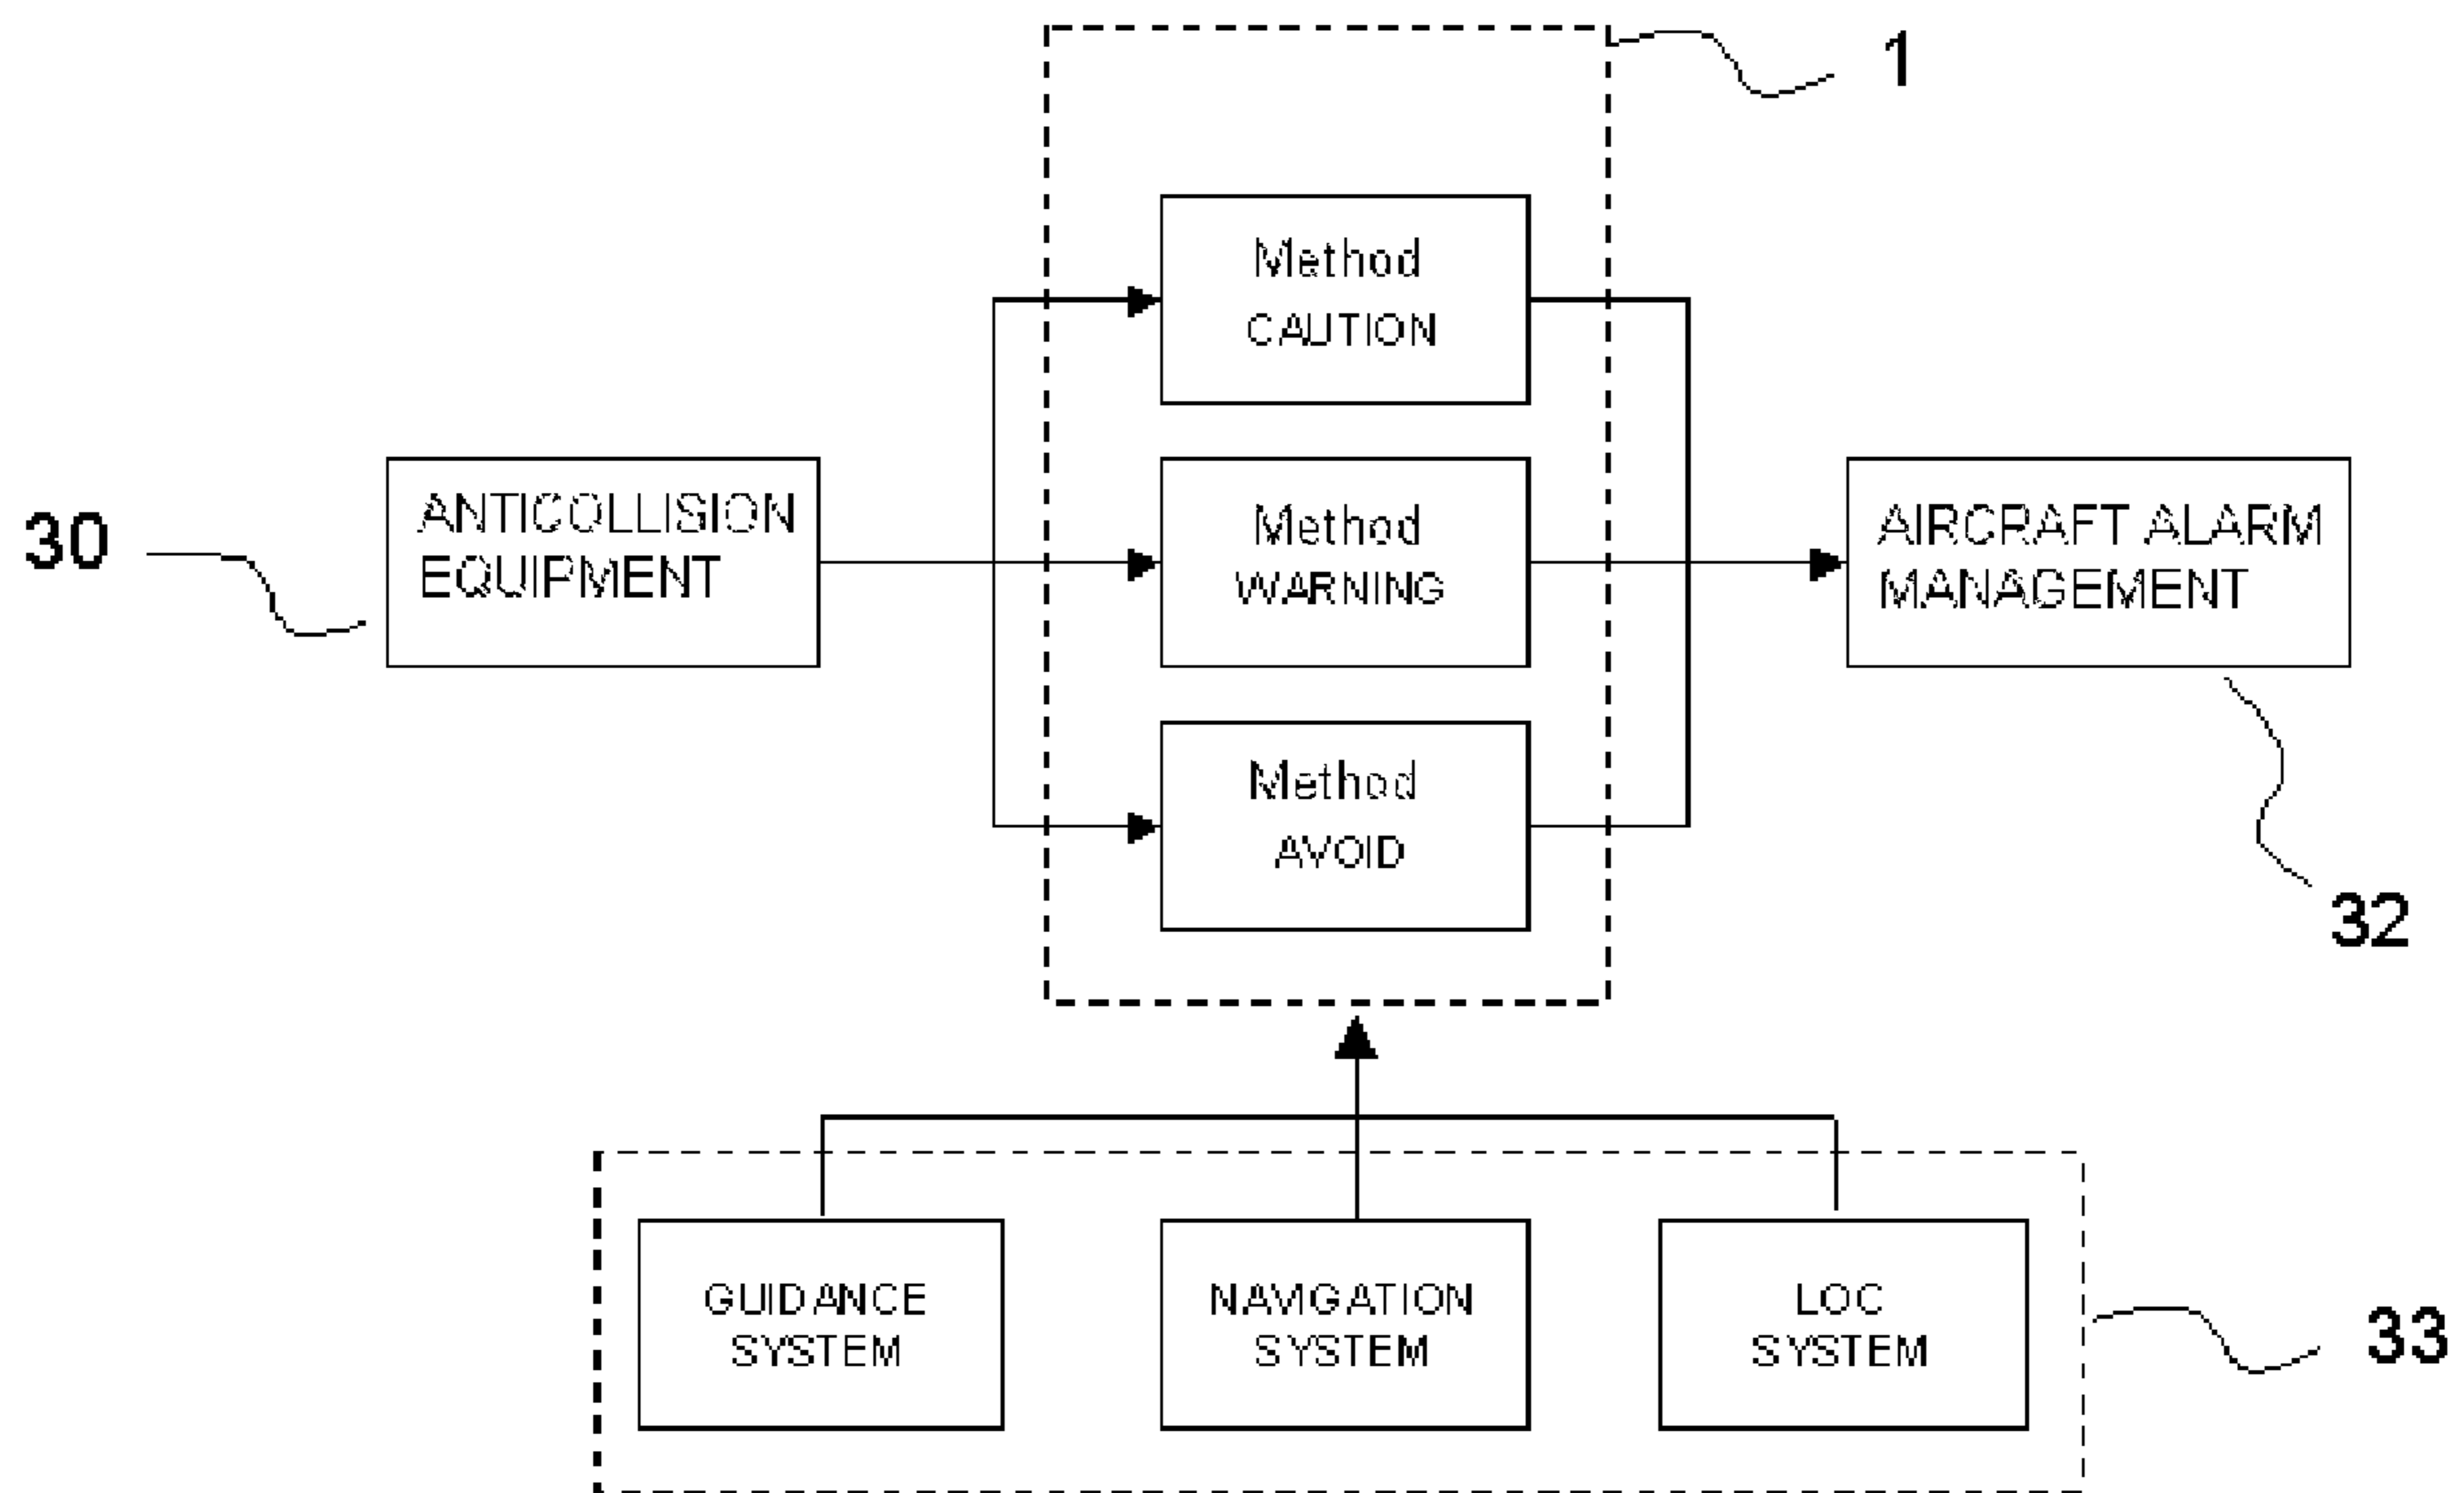 1
Method
CAUTION
30
ANTICOLLISION
EQUIPMENT
Method
WARNING
AIRCRAFT ALARM
MANAGEMENT
Method
AVOID
32
GUIDANCE
SYSTEM
NAVIGATION
SYSTEM
LOC
SYSTEM
33